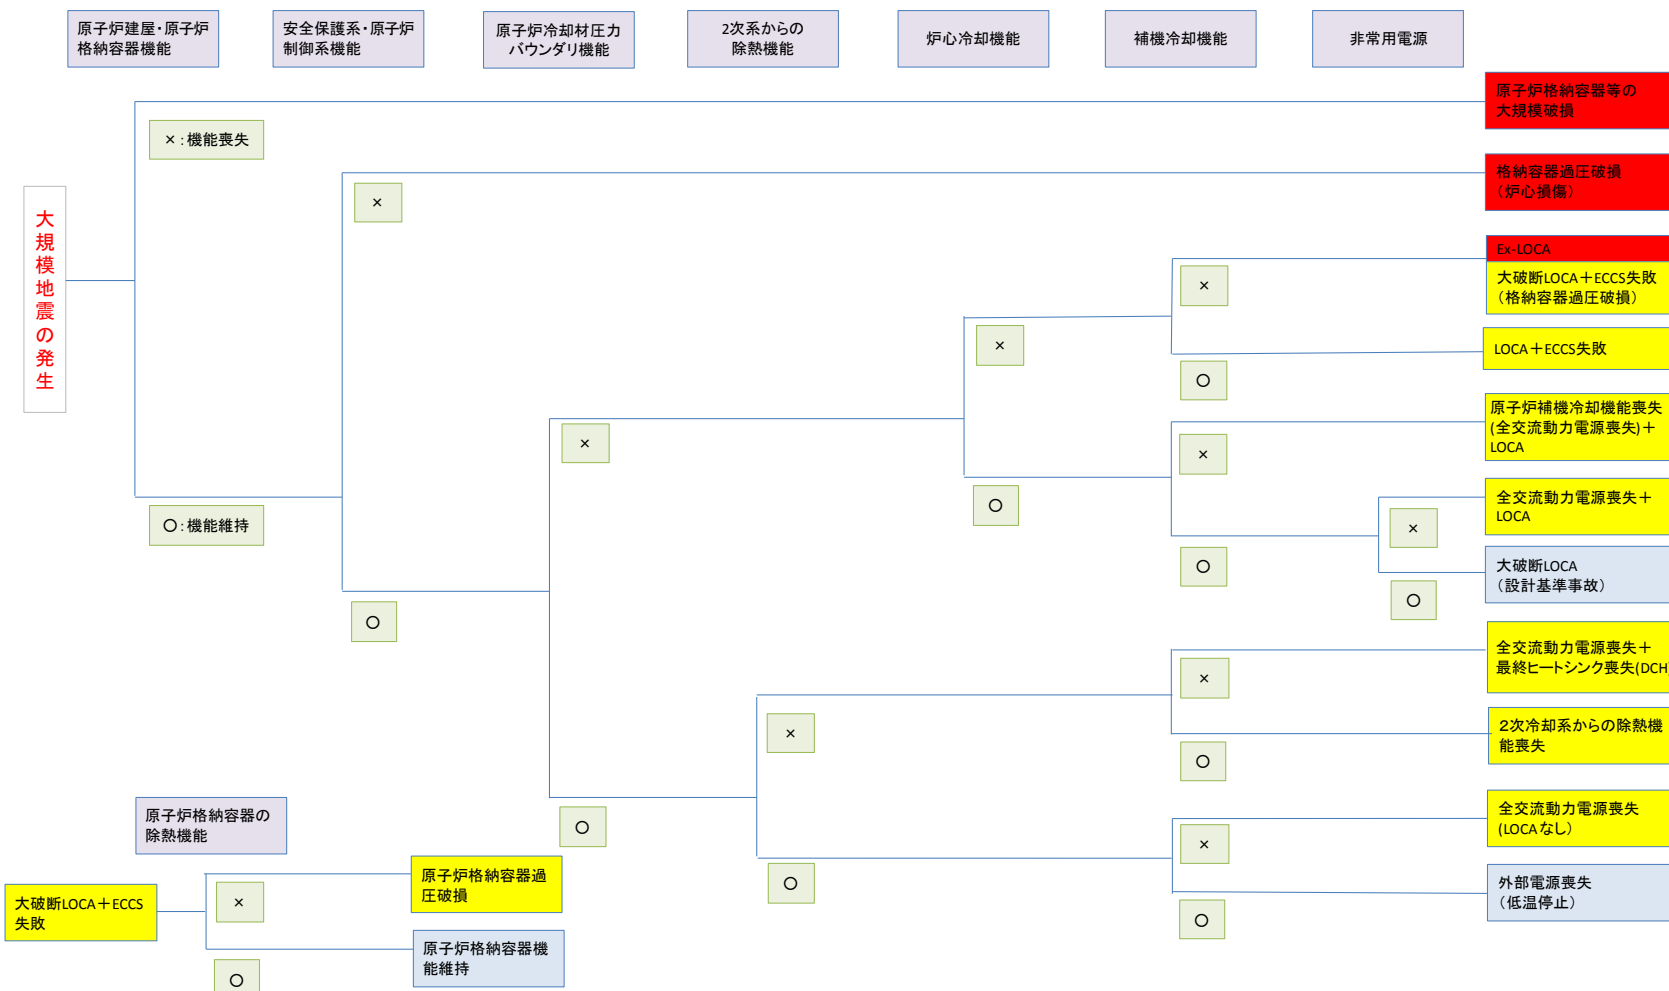 原子炉建屋・原子炉
格納容器機能
安全保護系・原子炉
制御系機能
原子炉冷却材圧力
バウンダリ機能
2次系からの
除熱機能
炉心冷却機能
補機冷却機能
非常用電源
原子炉格納容器等の
大規模破損
×:機能喪失
格納容器過圧破損
（炉心損傷）
×
大規模地震の発生
Ex-LOCA
大破断LOCA＋ECCS失敗
（格納容器過圧破損）
×
×
LOCA＋ECCS失敗
〇
原子炉補機冷却機能喪失
(全交流動力電源喪失)＋
LOCA
×
×
全交流動力電源喪失＋
LOCA
〇
〇:機能維持
×
大破断LOCA
（設計基準事故）
〇
〇
〇
全交流動力電源喪失＋
最終ヒートシンク喪失(DCH)
×
2次冷却系からの除熱機
能喪失
×
〇
全交流動力電源喪失
(LOCAなし）
〇
×
外部電源喪失
（低温停止）
〇
〇
原子炉格納容器の
除熱機能
大破断LOCA＋ECCS
失敗
×
原子炉格納容器過
圧破損
原子炉格納容器機
能維持
〇